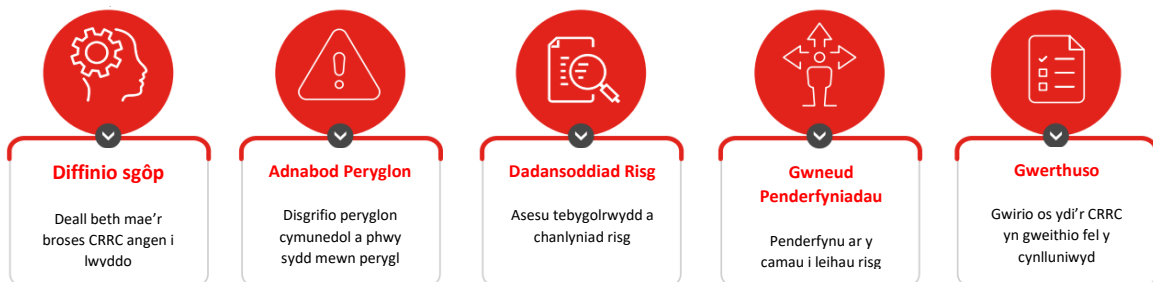 Diffinio sgôp
Deall beth mae’r
broses CRRC angen i
lwyddo
Adnabod Peryglon
Disgrifio peryglon
cymunedol a phwy
sydd mewn perygl
Dadansoddiad Risg
Asesu tebygolrwydd a
chanlyniad risg
Gwneud
Penderfyniadau
Penderfynu ar y
camau i leihau risg
Gwerthuso
Gwirio os ydi’r CRRC
yn gweithio fel y
cynlluniwyd